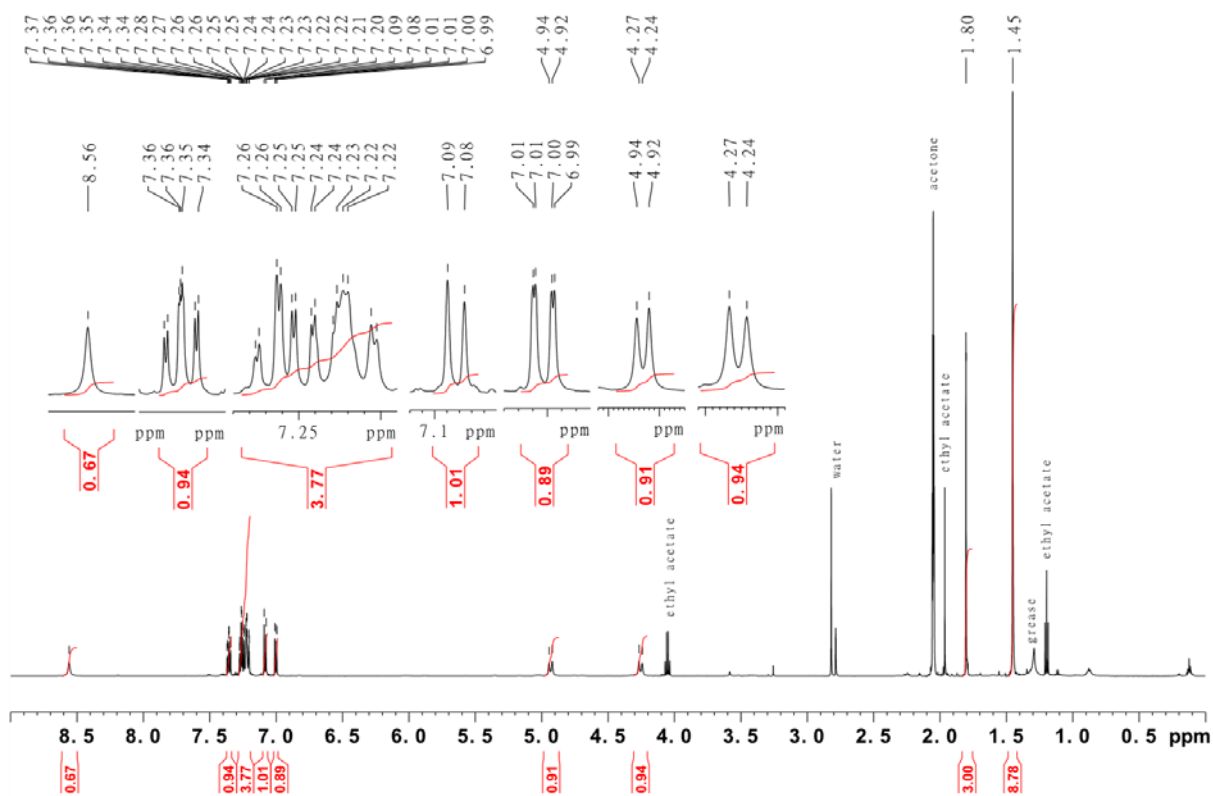 7.37 7.36 7.36 7.35 7.34 7.34 7.28 7.27 7.26 7.26 7.25 7.25 7.24 7.24 7.23 7.23 7.22 7.22 7.21 7.20 7.09 7.08 7.01 7.01 7.00 6.99 4.94 4.92 4.27 4.24 1.80 1.45
8.56 7.36 7.36 7.35 7.34 7.26 7.26 7.25 7.25 7.24 7.24 7.23 7.22 7.22 7.09 7.08 7.01 7.01 7.00 6.99 4.94 4.92 4.27 4.24
acetone
ppm ppm 7.25 ppm 7.1 ppm ppm ppm ppm
0.67 0.94 3.77 1.01 0.89 0.91 0.94
water
ethyl acetate
ethyl acetate
grease
ethyl acetate
8.5 8.0 7.5 7.0 6.5 6.0 5.5 5.0 4.5 4.0 3.5 3.0 2.5 2.0 1.5 1.0 0.5 ppm
0.67 0.94 3.77 1.01 0.89 0.91 0.94 3.00 8.78